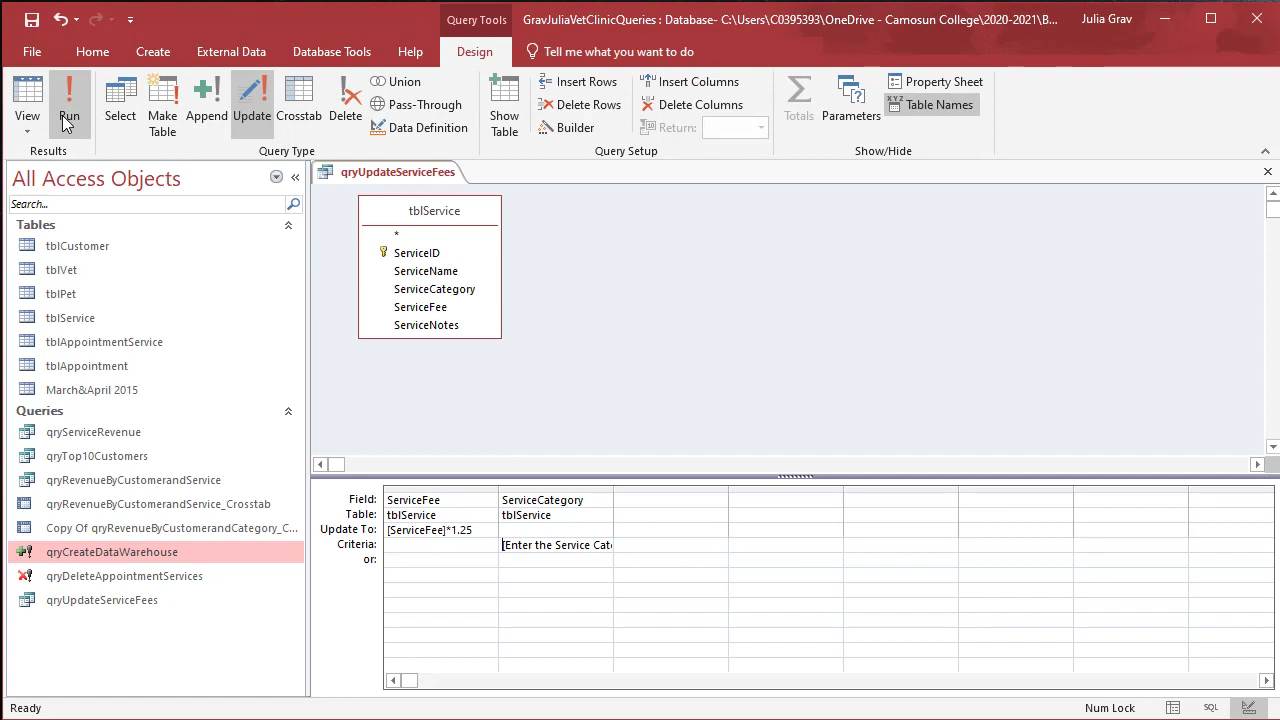 Query Tools
GravJuliaVetClinicQueries : Database- C:\Users\C0395393\OneDrive - Camosun College\2020-2021\B...
Julia Grav
File Home Create External Data Database Tools Help Design Tell me what you want to do
View Run
Results
Select Make Table Append Update Crosstab Delete
Union
Pass-Through
Data Definition
Query Type
Show Table
Insert Rows
Delete Rows
Builder
Insert Columns
Delete Columns
Return:
Query Setup
Totals Parameters
Property Sheet
Table Names
Show/Hide
All Access Objects
Search...
Tables
tblCustomer
tblVet
tblPet
tblService
tblAppointmentService
tblAppointment
March&April 2015
Queries
qryServiceRevenue
qryTop10Customers
qryRevenueByCustomerandService
qryRevenueByCustomerandService_Crosstab
Copy Of qryRevenueByCustomerandCategory_C...
qryCreateDataWarehouse
qryDeleteAppointmentServices
qryUpdateServiceFees
qryUpdateServiceFees
tblService
*
ServiceID
ServiceName
ServiceCategory
ServiceFee
ServiceNotes
Field: ServiceFee ServiceCategory
Table: tblService tblService
Update To: [ServiceFee]*1.25
Criteria: [Enter the Service Cat
or:
Ready
Num Lock
SQL